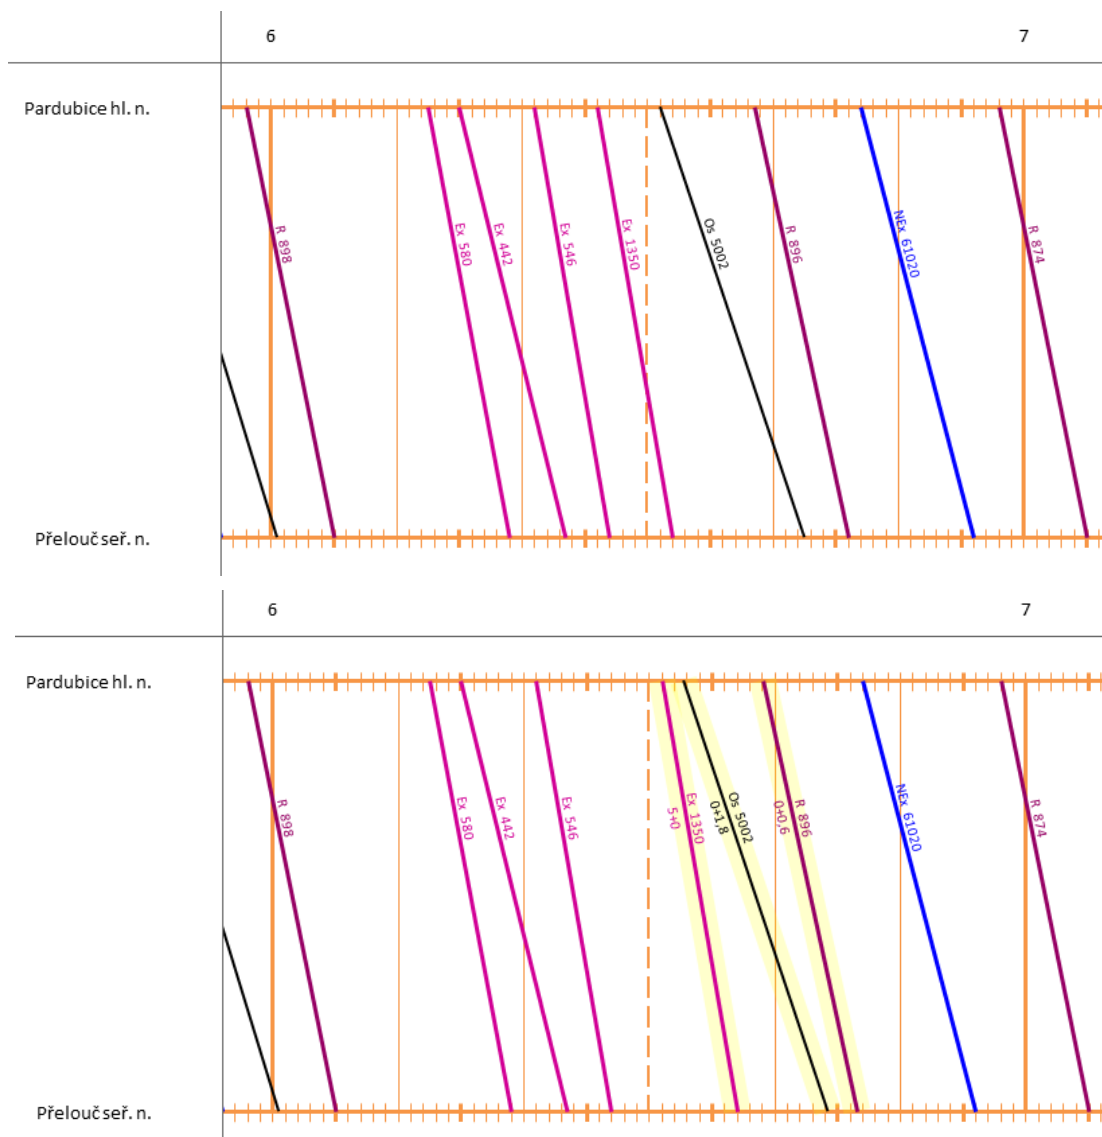 6 7
Pardubice hl. n.
R 898
Ex 580
Ex 442
Ex 546
Ex 1350
Os 5002
R 896
NEx 61020
R 874
Přelouč seř. n.
6 7
Pardubice hl. n.
R 898
Ex 580
Ex 442
Ex 546
Ex 1350
5+0
Os 5002
0+1,8
R 896
0+0,6
NEx 61020
R 874
Přelouč seř. n.